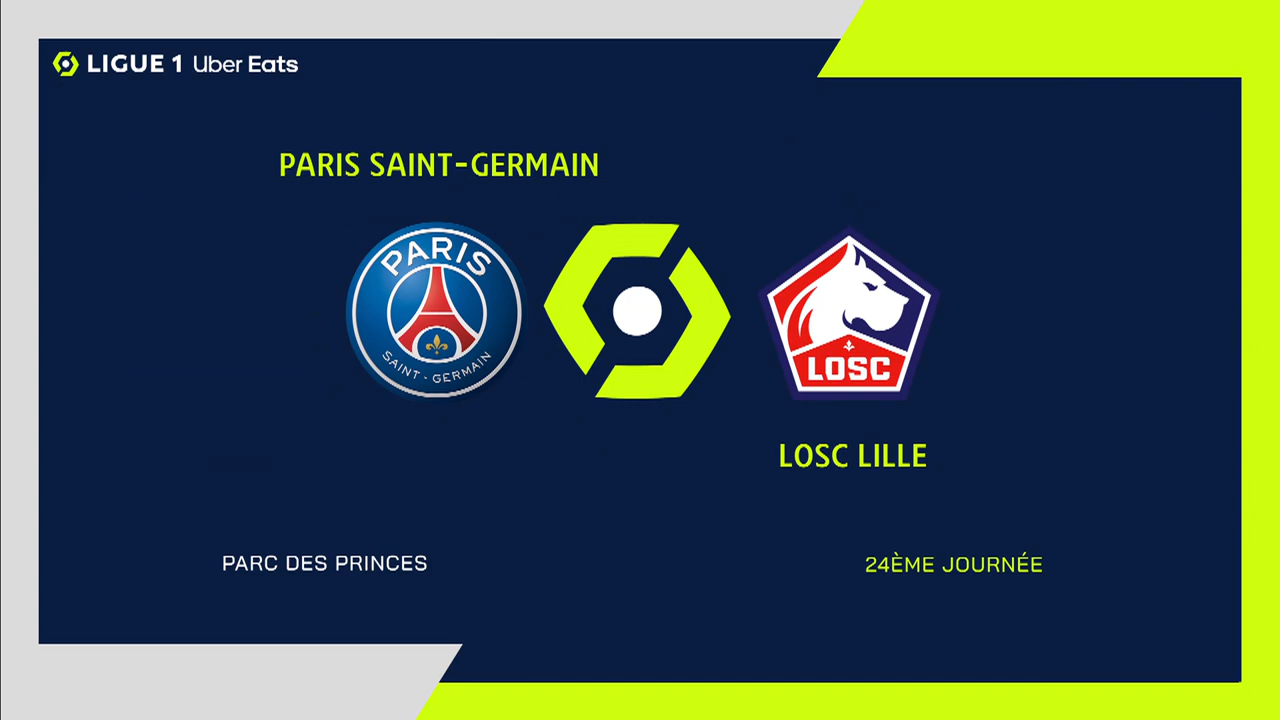 LIGUE 1 Uber Eats
PARIS SAINT-GERMAIN
PARIS
SAINT - GERMAIN
LOSC
LOSC LILLE
PARC DES PRINCES
24ÈME JOURNÉE